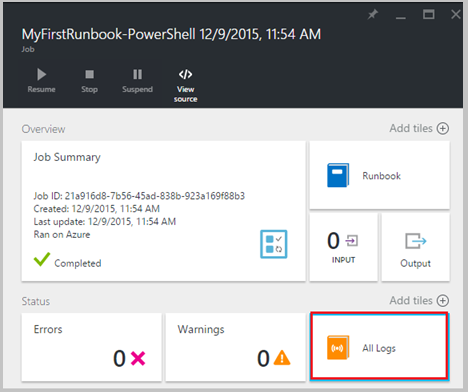 MyFirstRunbook-PowerShell 12/9/2015, 11:54 AM
Job
Resume
Stop
Suspend
View
source
Overview
Add tiles
Job Summary
Job ID: 21a916d8-7b56-45ad-838b-923a169f88b3
Created: 12/9/2015, 11:54 AM
Last update: 12/9/2015, 11:54 AM
Ran on Azure
Completed
Runbook
0
INPUT
Output
Status
Add tiles
Errors
0
Warnings
0
All Logs